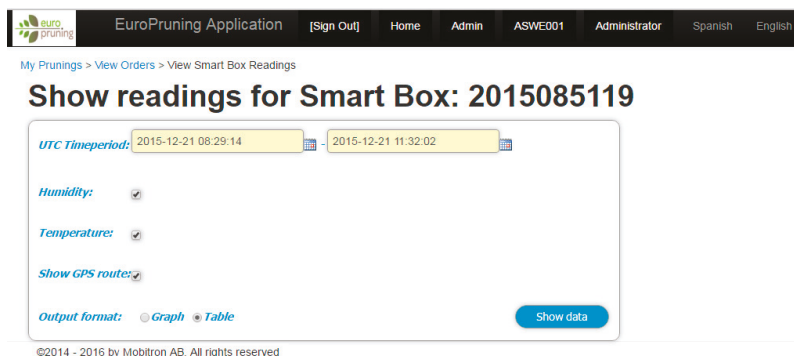 euro
pruning
EuroPruning Application [Sign Out] Home Admin ASWE001 Administrator Spanish English
My Prunings > View Orders > View Smart Box Readings
Show readings for Smart Box: 2015085119
UTC Timeperiod: 2015-12-21 08:29:14 - 2015-12-21 11:32:02
Humidity:
Temperature:
Show GPS route:
Output format: Graph Table Show data
©2014 - 2016 by Mobitron AB. All rights reserved